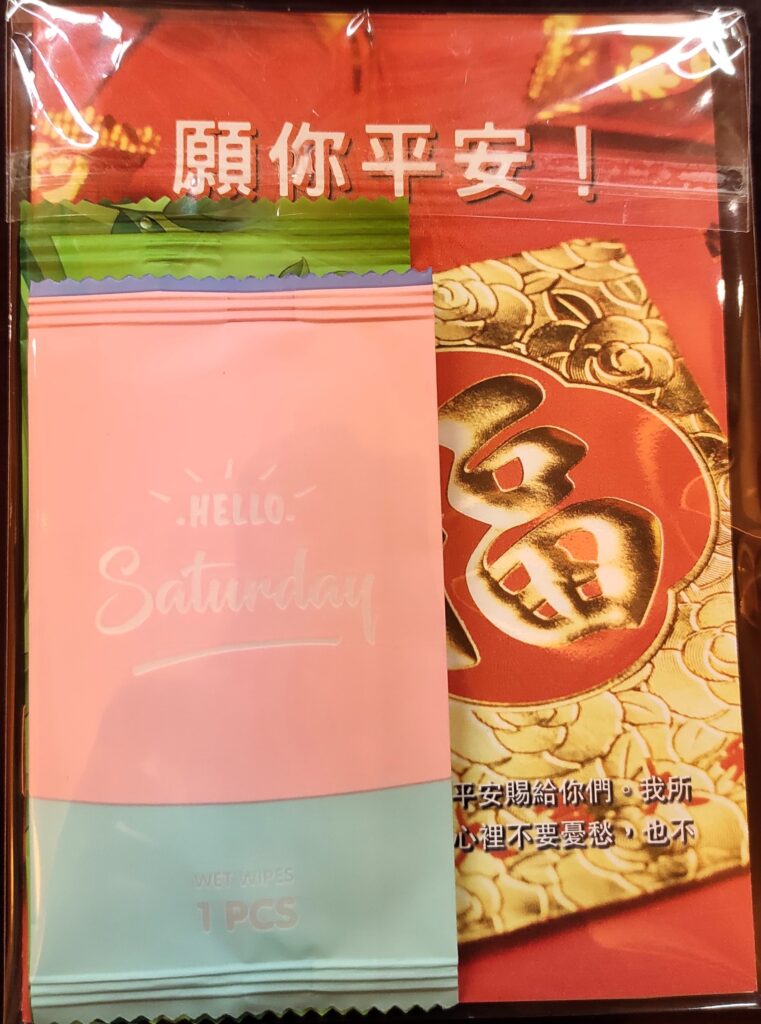 願你平安！
HELLO
Saturday
福
平安賜給你們。我所
心裡不要憂愁，也不
WET WIPES
1 PCS